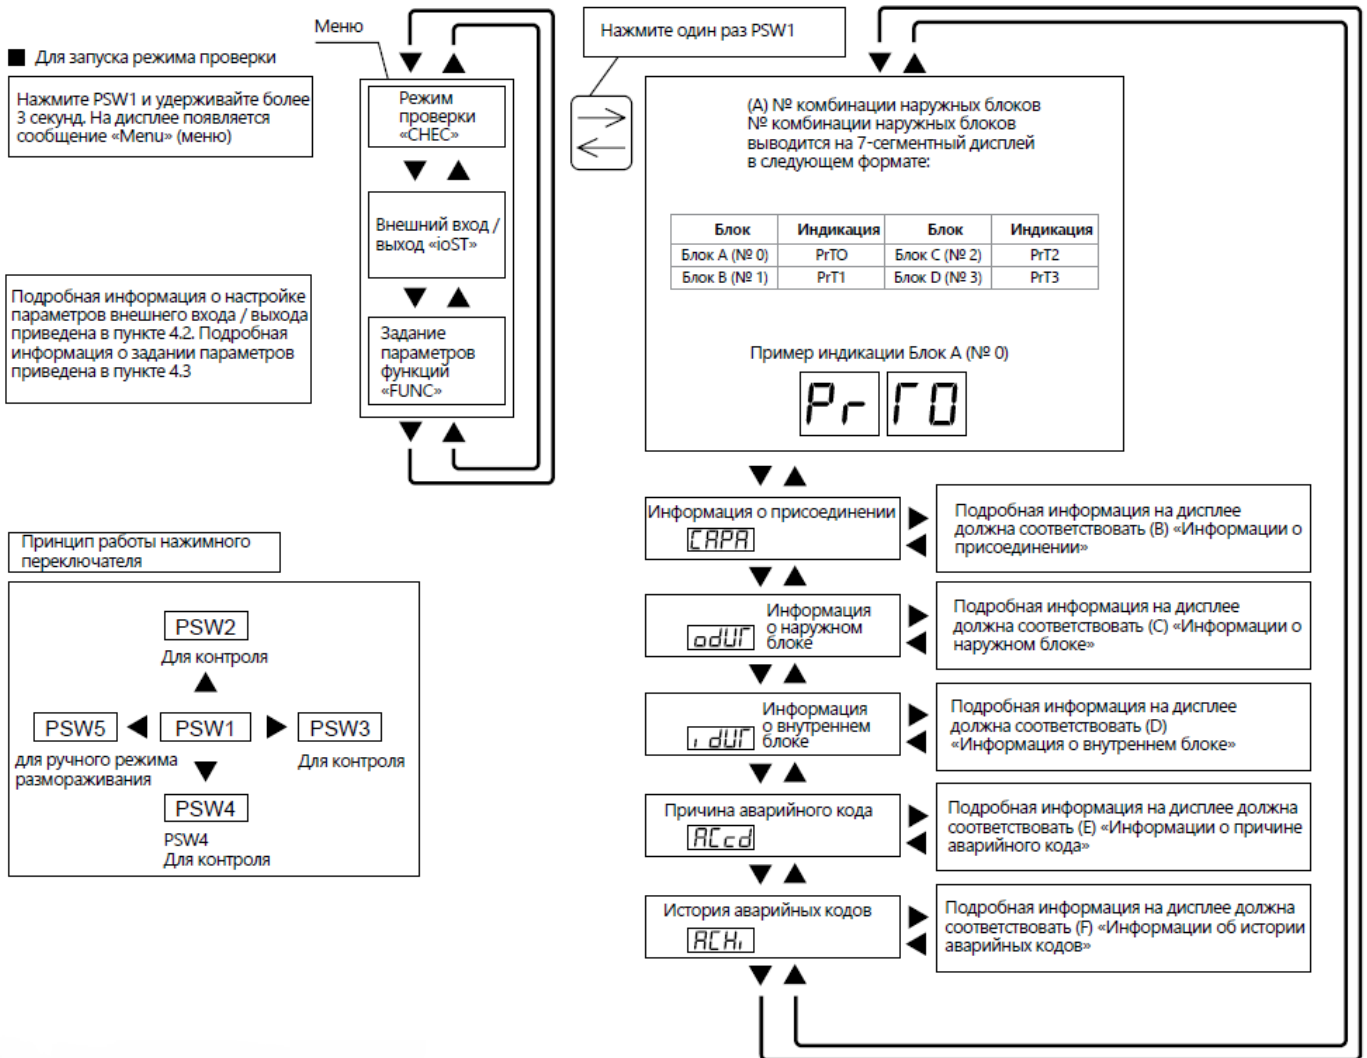 Меню
■ Для запуска режима проверки
Нажмите PSW1 и удерживайте более
3 секунд. На дисплее появляется
сообщение «Menu» (меню)
Режим
проверки
«CHEC»
Внешний вход /
выход «ioST»
Задание
параметров
функций
«FUNC»
Подробная информация о настройке
параметров внешнего входа / выхода
приведена в пункте 4.2. Подробная
информация о задании параметров
приведена в пункте 4.3
Принцип работы нажимного
переключателя
PSW2
Для контроля
PSW5
PSW1
PSW3
для ручного режима
размораживания
Для контроля
PSW4
PSW4
Для контроля
Нажмите один раз PSW1
(A) № комбинации наружных блоков
№ комбинации наружных блоков
выводится на 7-сегментный дисплей
в следующем формате:
Блок Индикация Блок Индикация
Блок A (№ 0) PrTO Блок C (№ 2) PrT2
Блок B (№ 1) PrT1 Блок D (№ 3) PrT3
Пример индикации Блок A (№ 0)
Pr Γ0
Информация о присоединении
CAPA
Подробная информация на дисплее
должна соответствовать (B) «Информации о
присоединении»
Информация
о наружном
блоке
odUΓ
Подробная информация на дисплее
должна соответствовать (C) «Информации о
наружном блоке»
Информация
о внутреннем
блоке
idUΓ
Подробная информация на дисплее
должна соответствовать (D)
«Информация о внутреннем блоке»
Причина аварийного кода
ACcd
Подробная информация на дисплее должна
соответствовать (E) «Информации о причине
аварийного кода»
История аварийных кодов
ACHi
Подробная информация на дисплее должна
соответствовать (F) «Информации об истории
аварийных кодов»